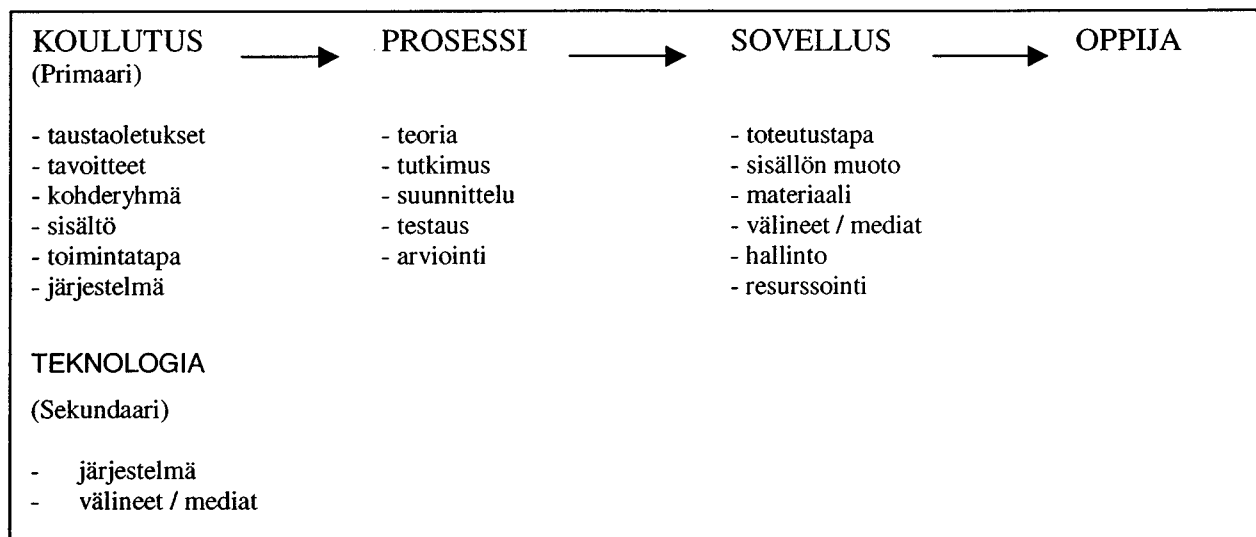 KOULUTUS
(Primaari)
- taustaoletukset
- tavoitteet
- kohderyhmä
- sisältö
- toimintatapa
- järjestelmä
TEKNOLOGIA
(Sekundaari)
- järjestelmä
- välineet / mediat
PROSESSI
- teoria
- tutkimus
- suunnittelu
- testaus
- arviointi
SOVELLUS
- toteutustapa
- sisällön muoto
- materiaali
- välineet / mediat
- hallinto
- resurssointi
OPPIJA